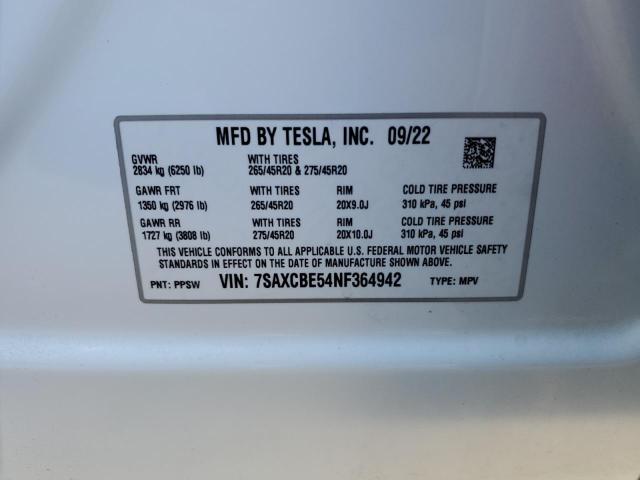 MFD BY TESLA, INC. 09/22
GVWR WITH TIRES
2834 kg (6250 lb) 265/45R20 & 275/45R20
GAWR FRT WITH TIRES RIM COLD TIRE PRESSURE
1350 kg (2976 lb) 265/45R20 20X9.0J 310 kPa, 45 psi
GAWR RR WITH TIRES RIM COLD TIRE PRESSURE
1727 kg (3808 lb) 275/45R20 20X10.0J 310 kPa, 45 psi
THIS VEHICLE CONFORMS TO ALL APPLICABLE U.S. FEDERAL MOTOR VEHICLE SAFETY
STANDARDS IN EFFECT ON THE DATE OF MANUFACTURE SHOWN ABOVE.
PNT: PPSW VIN: 7SAXCBE54NF364942 TYPE: MPV